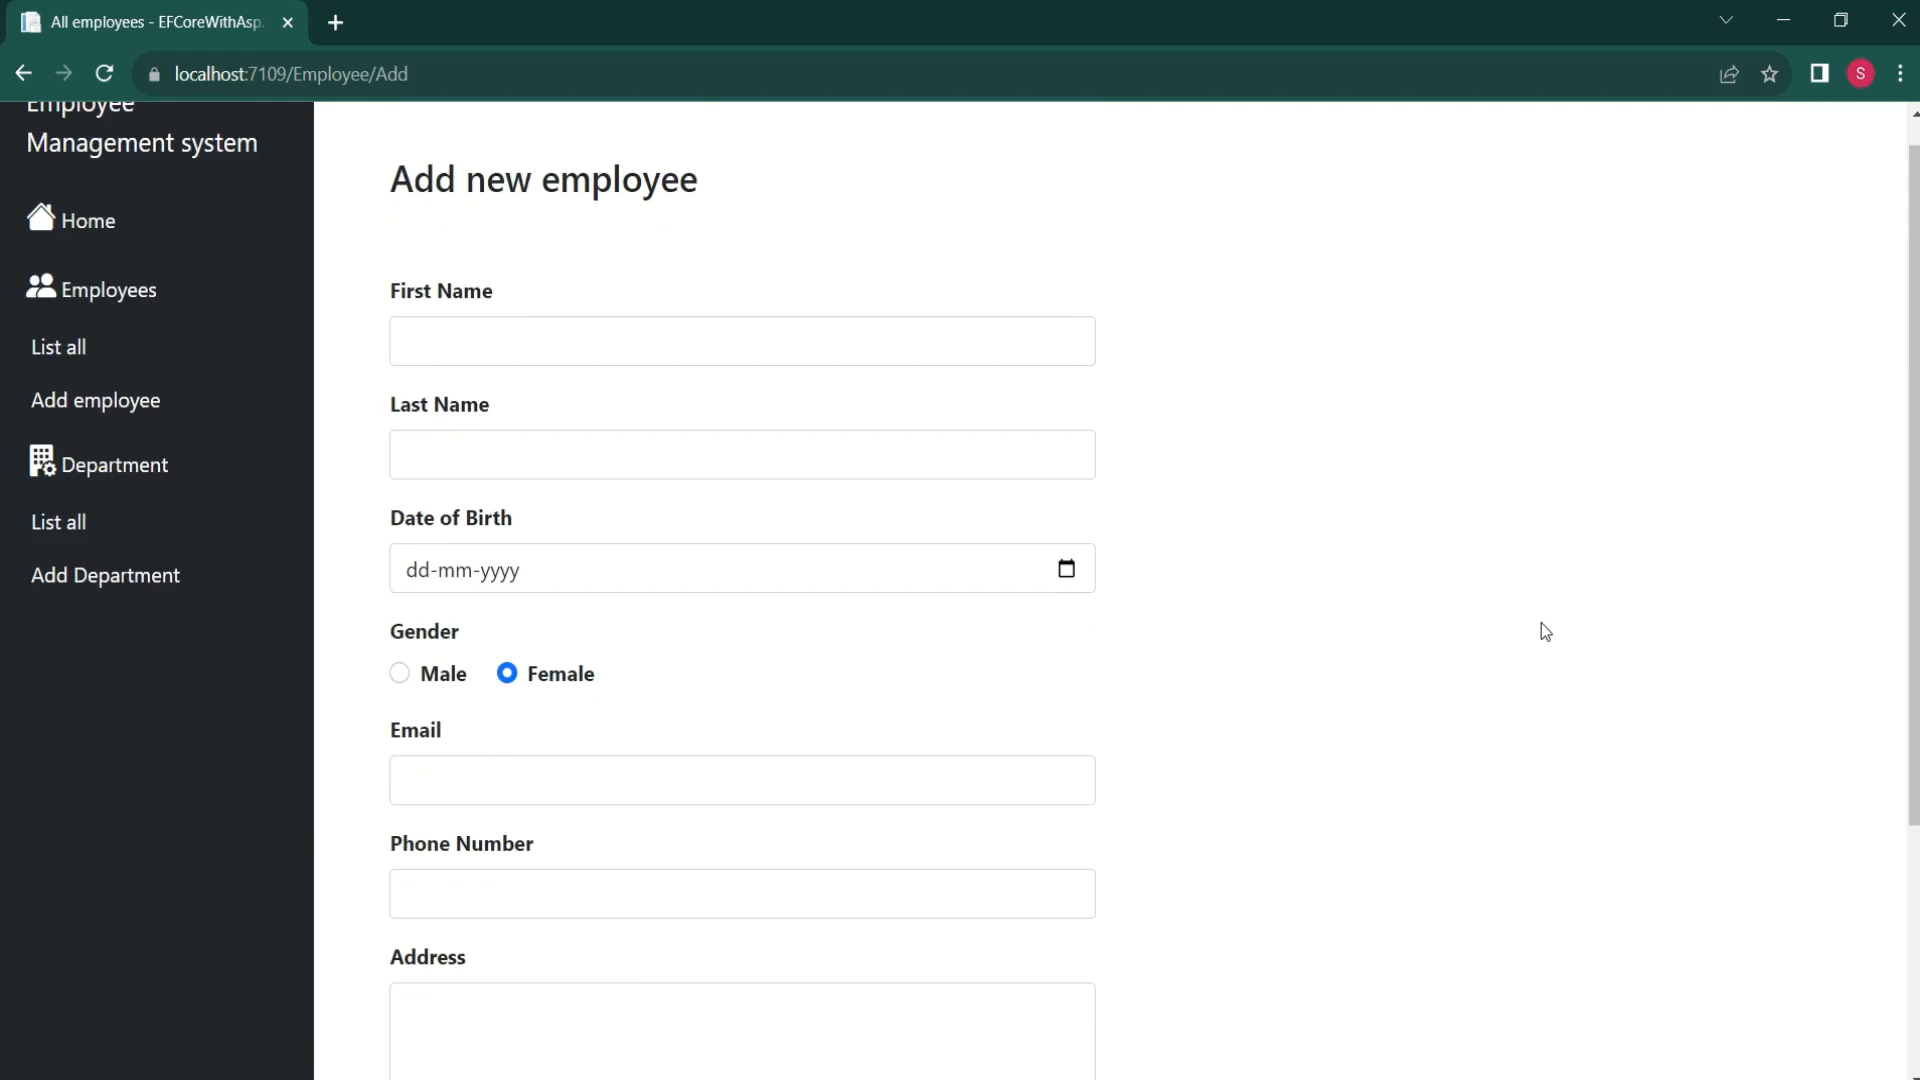 All employees - EFCoreWithAsp.
localhost:7109/Employee/Add
S
Employee
Management system
Home
Employees
List all
Add employee
Department
List all
Add Department
Add new employee
First Name
Last Name
Date of Birth
dd-mm-yyyy
Gender
Male
Female
Email
Phone Number
Address